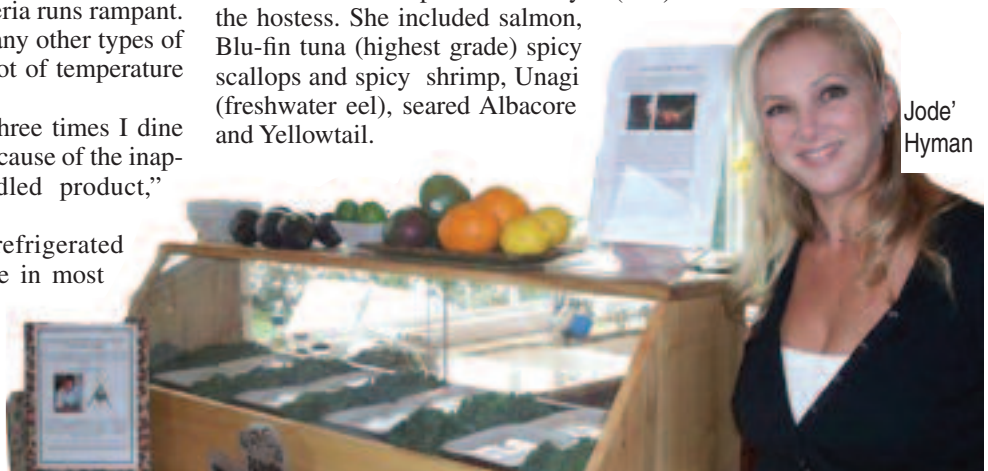 eria runs rampant.
any other types of
ot of temperature
hree times I dine
cause of the inap-
dled product,”
refrigerated
e in most
the hostess. She included salmon,
Blu-fin tuna (highest grade) spicy
scallops and spicy shrimp, Unagi
(freshwater eel), seared Albacore
and Yellowtail.
Jode’
Hyman